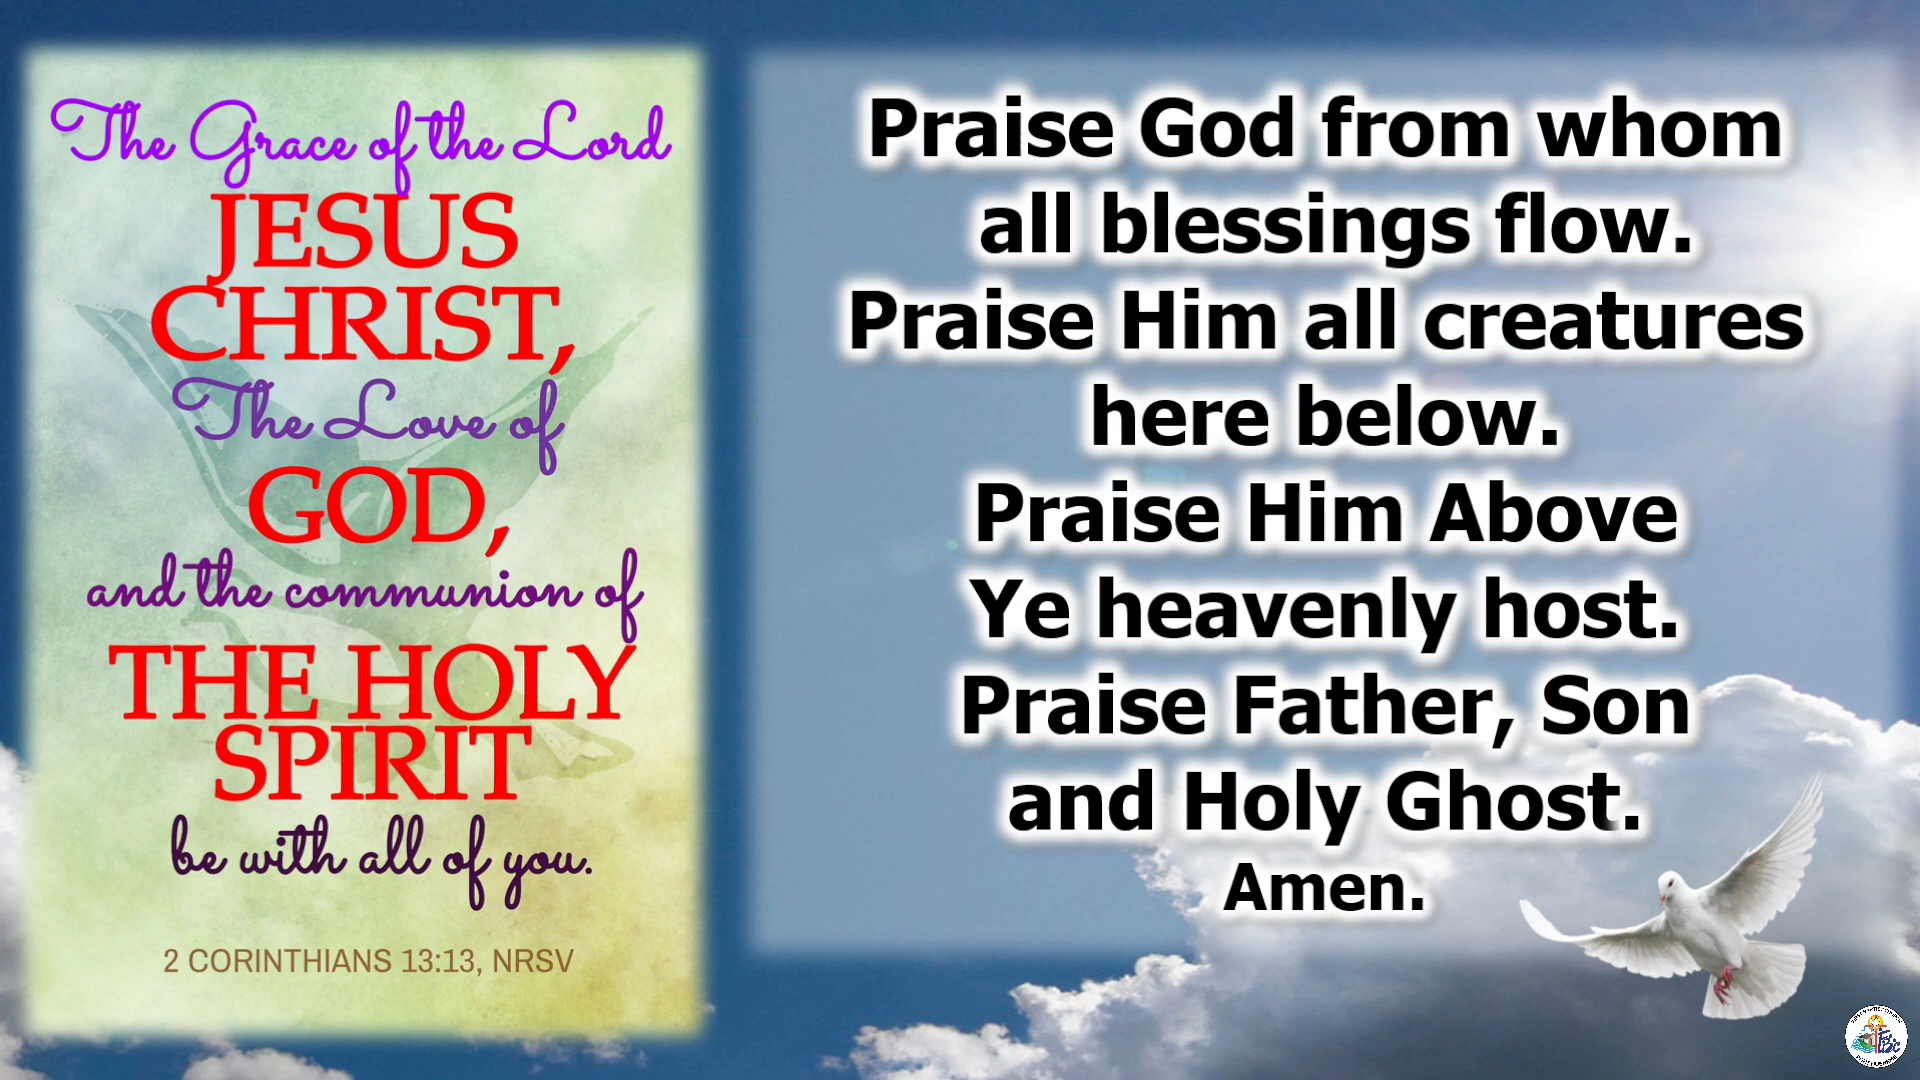 The Grace of the Lord
JESUS
CHRIST,
The Love of
GOD,
and the communion of
THE HOLY
SPIRIT
be with all of you.
2 CORINTHIANS 13:13, NRSV
Praise God from whom
all blessings flow.
Praise Him all creatures
here below.
Praise Him Above
Ye heavenly host.
Praise Father, Son
and Holy Ghost.
Amen.